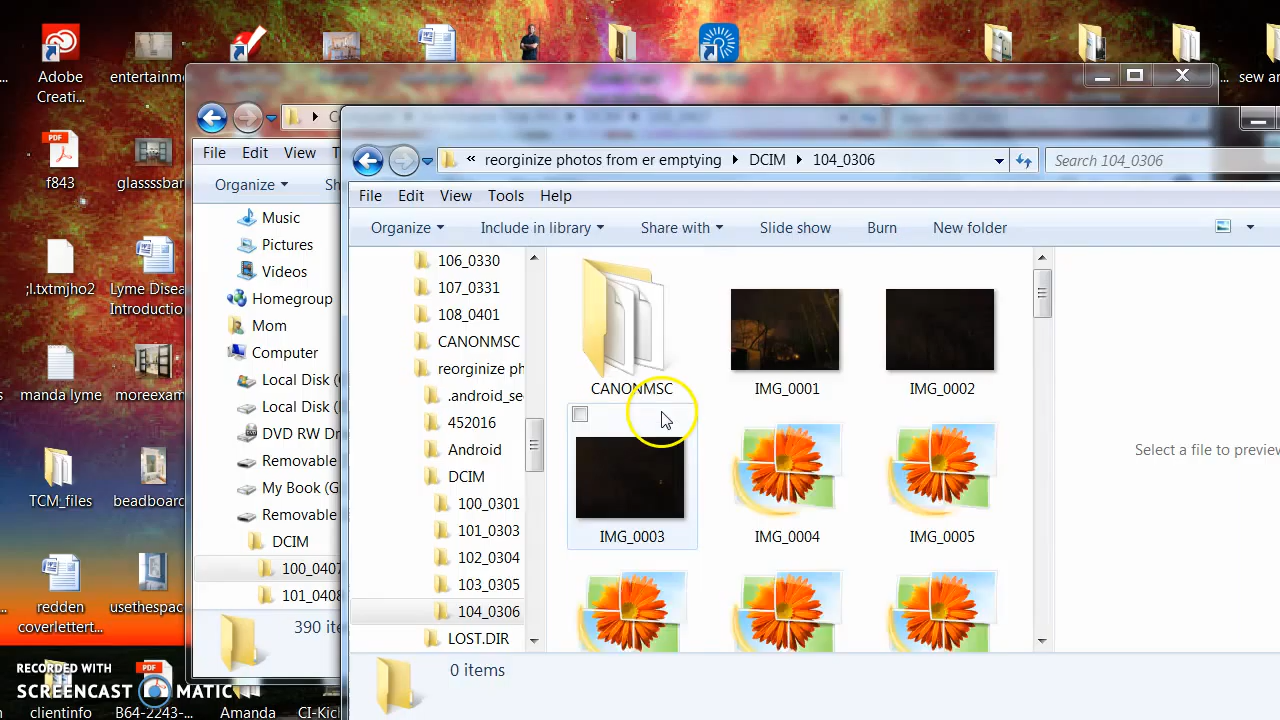 Adobe
Creati...
entertainme
sew ar
f843
glassssbar
;l.txtmjho2
Lyme Disea
Introductio
manda lyme
moreexam
TCM_files
beadboard
redden
coverlettert...
usethespac
RECORDED WITH
SCREENCAST MATIC
clientinfo
B64-2243-...
Amanda
CI-Kick
File Edit View T
Organize
Sh
Music
Pictures
Videos
Homegroup
Mom
Computer
Local Disk (
Local Disk (
DVD RW Dr
Removable
My Book (G
Removable
DCIM
100_0407
101_0408
390 ite
« reorginize photos from er emptying DCIM 104_0306
Search 104_0306
File Edit View Tools Help
Organize Include in library Share with Slide show Burn New folder
106_0330
107_0331
108_0401
CANONMSC
reorginize ph
.android_se
452016
Android
DCIM
100_0301
101_0303
102_0304
103_0305
104_0306
LOST.DIR
CANONMSC
IMG_0001
IMG_0002
IMG_0003
IMG_0004
IMG_0005
Select a file to preview
0 items